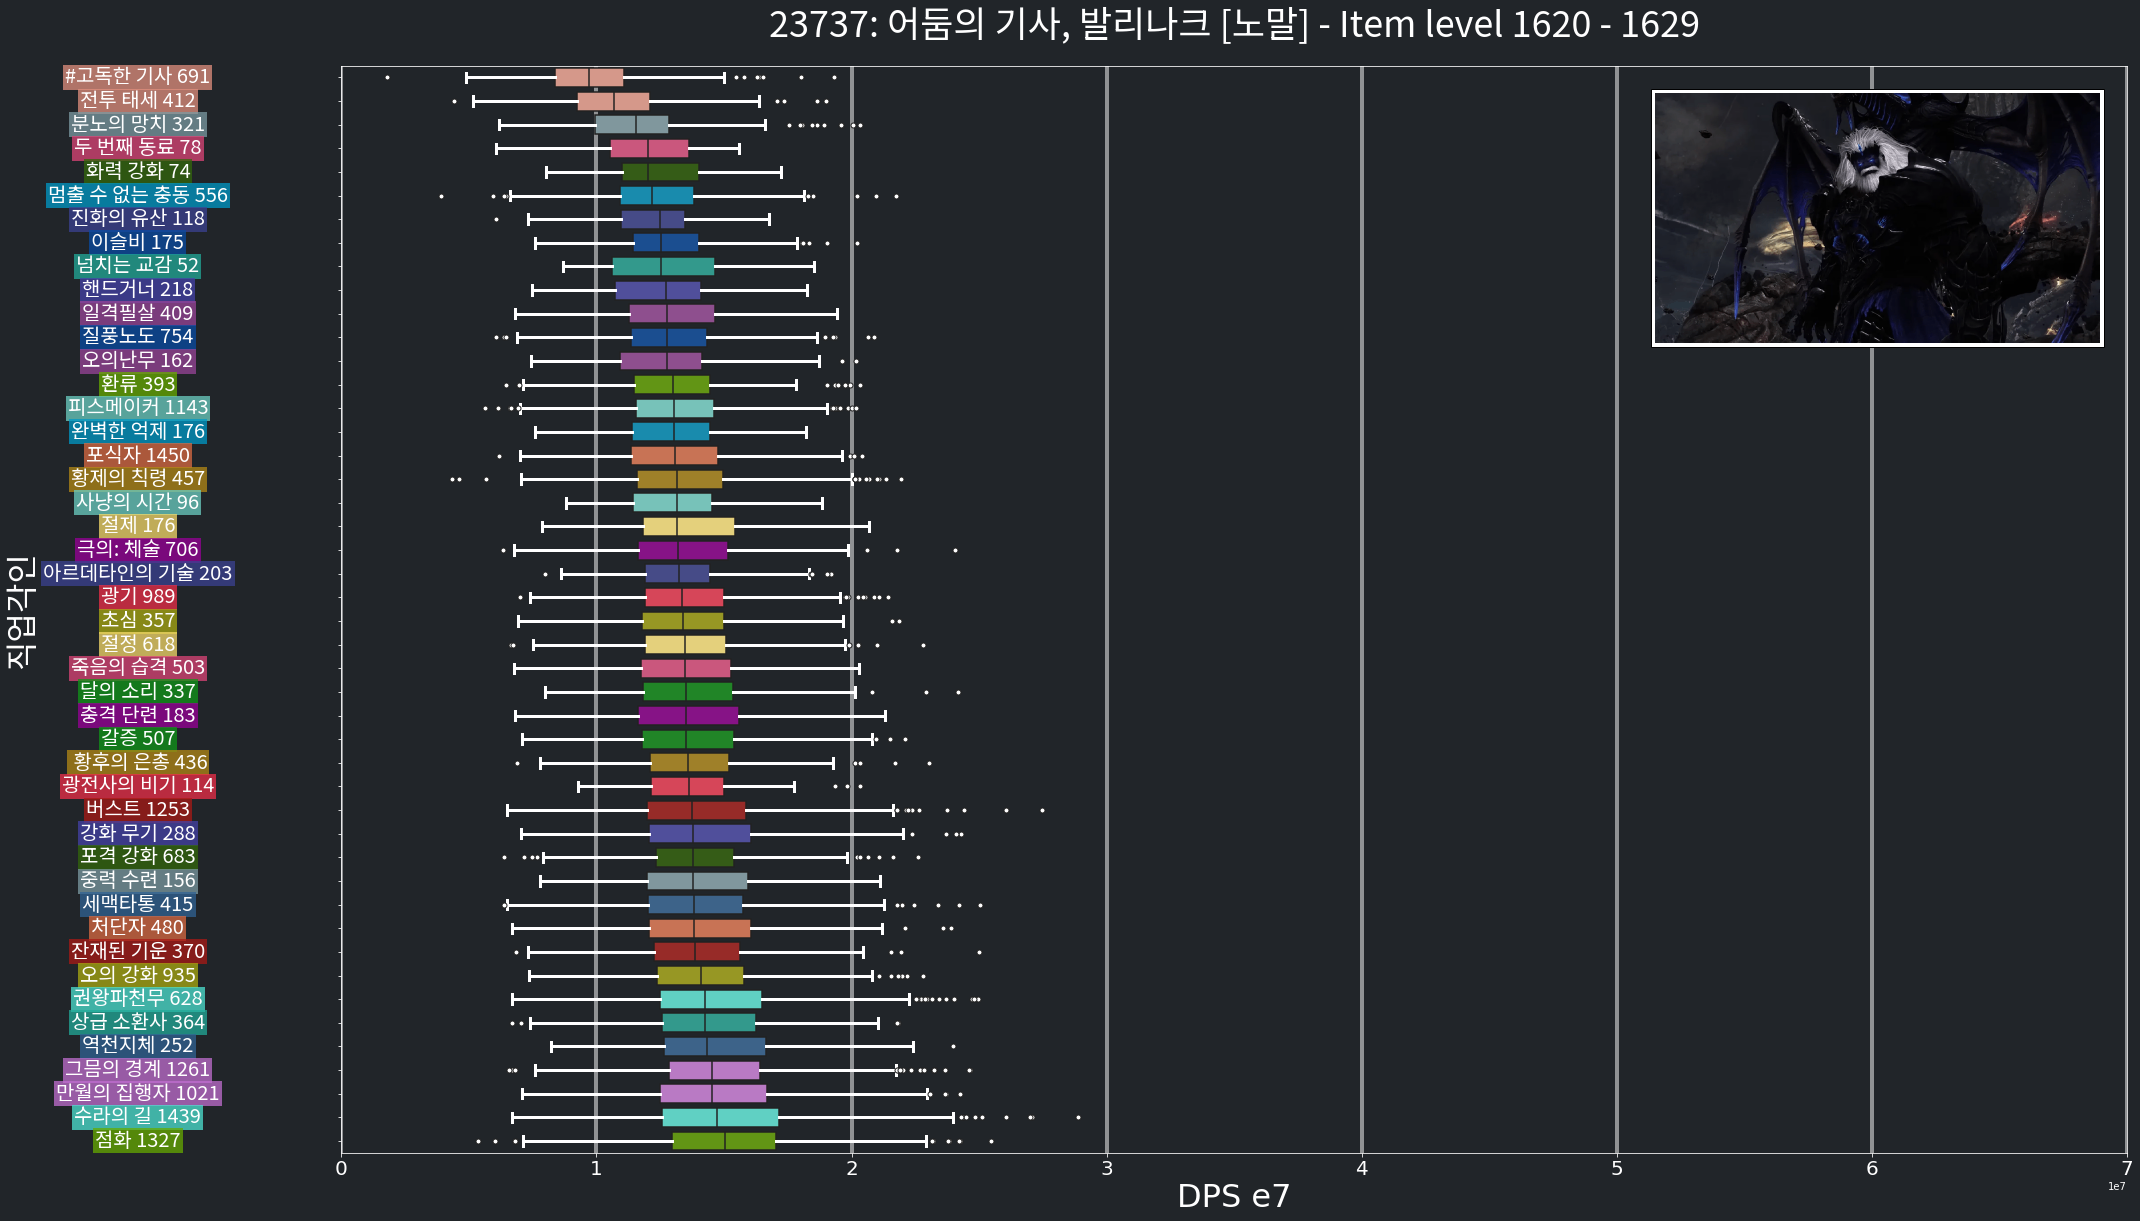 23737: 어둠의 기사, 발리나크 [노말] - Item level 1620 - 1629
#고독한 기사 691
전투 태세 412
분노의 망치 321
두 번째 동료 78
화력 강화 74
멈출 수 없는 충동 556
진화의 유산 118
이슬비 175
넘치는 교감 52
핸드거너 218
일격필살 409
질풍노도 754
오의난무 162
환류 393
피스메이커 1143
완벽한 억제 176
포식자 1450
황제의 칙령 457
사냥의 시간 96
절제 176
극의: 체술 706
아르데타인의 기술 203
광기 989
초심 357
절정 618
죽음의 습격 503
달의 소리 337
충격 단련 183
갈증 507
황후의 은총 436
광전사의 비기 114
버스트 1253
강화 무기 288
포격 강화 683
중력 수련 156
세맥타통 415
처단자 480
잔재된 기운 370
오의 강화 935
권왕파천무 628
상급 소환사 364
역천지체 252
그믐의 경계 1261
만월의 집행자 1021
수라의 길 1439
점화 1327
직업각인
0 1 2 3 4 5 6 7
1e7
DPS e7